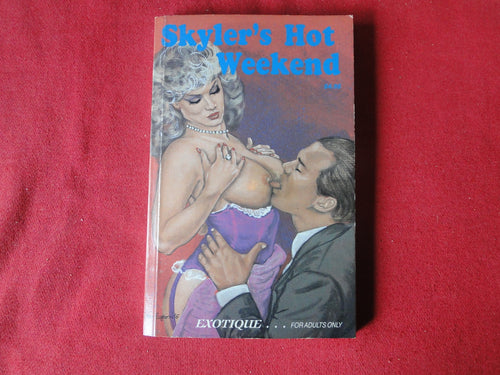 Skyler's Hot
Weekend
EXOTIQUE . . . FOR ADULTS ONLY